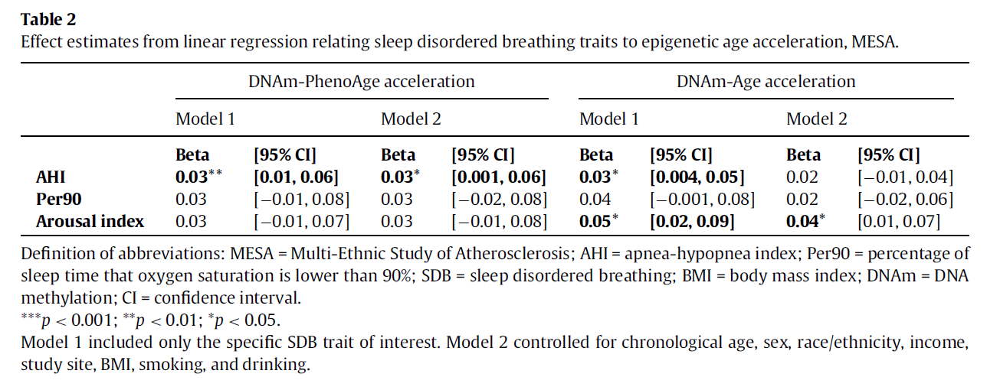 Table 2
Effect estimates from linear regression relating sleep disordered breathing traits to epigenetic age acceleration, MESA.
DNAm-PhenoAge acceleration DNAm-Age acceleration
Model 1 Model 2 Model 1 Model 2
Beta [95% CI] Beta [95% CI] Beta [95% CI] Beta [95% CI]
AHI 0.03** [0.01, 0.06] 0.03* [0.001, 0.06] 0.03* [0.004, 0.05] 0.02 [−0.01, 0.04]
Per90 0.03 [−0.01, 0.08] 0.03 [−0.02, 0.08] 0.04 [−0.001, 0.08] 0.02 [−0.02, 0.06]
Arousal index 0.03 [−0.01, 0.07] 0.03 [−0.01, 0.08] 0.05* [0.02, 0.09] 0.04* [0.01, 0.07]
Definition of abbreviations: MESA = Multi-Ethnic Study of Atherosclerosis; AHI = apnea-hypopnea index; Per90 = percentage of
sleep time that oxygen saturation is lower than 90%; SDB = sleep disordered breathing; BMI = body mass index; DNAm = DNA
methylation; CI = confidence interval.
***p < 0.001; **p < 0.01; *p < 0.05.
Model 1 included only the specific SDB trait of interest. Model 2 controlled for chronological age, sex, race/ethnicity, income,
study site, BMI, smoking, and drinking.